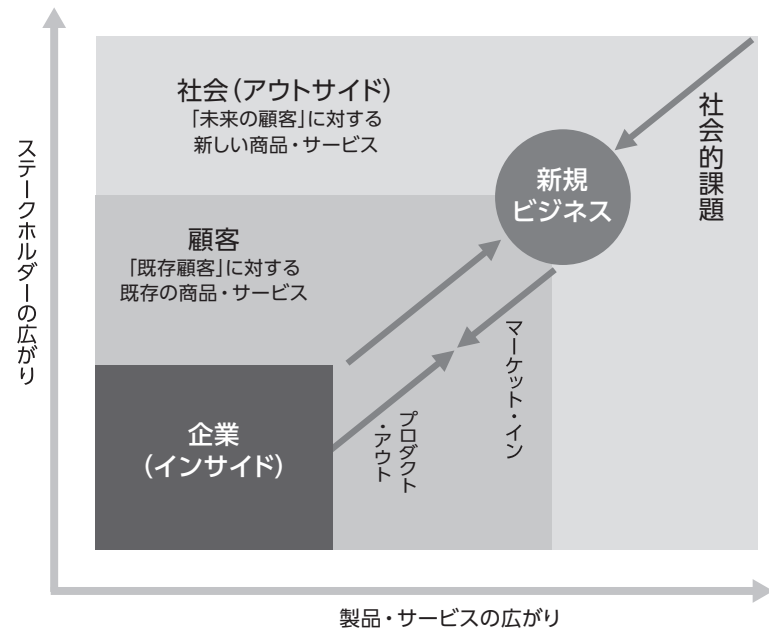 ステークホルダーの広がり
社会(アウトサイド)
「未来の顧客」に対する
新しい商品・サービス
社会的課題
新規
ビジネス
顧客
「既存顧客」に対する
既存の商品・サービス
マーケット・イン
プロダクト
・アウト
企業
(インサイド)
製品・サービスの広がり